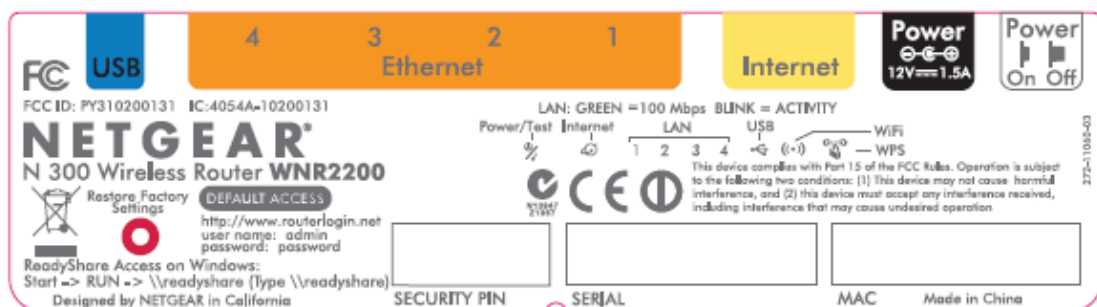 USB
4 3 2 1
Ethernet
Internet
Power
12V 1.5A
Power
On Off
FC
FCC ID: PY310200131 IC:4054A-10200131
LAN: GREEN =100 Mbps BLINK = ACTIVITY
NETGEAR®
Power/Test Internet LAN USB WiFi
1 2 3 4 WPS
N 300 Wireless Router WNR2200
This device complies with Part 15 of the FCC Rules. Operation is subject
to the following two conditions: (1) This device may not cause harmful
interference, and (2) this device must accept any interference received,
including interference that may cause undesired operation
272-11060-03
Restore Factory
Settings
DEFAULT ACCESS
http://www.routerlogin.net
user name: admin
password: password
CE
N10947
ReadyShare Access on Windows:
Start -> RUN -> \\readyshare (Type \\readyshare)
Designed by NETGEAR in California
SECURITY PIN
SERIAL
MAC
Made in China